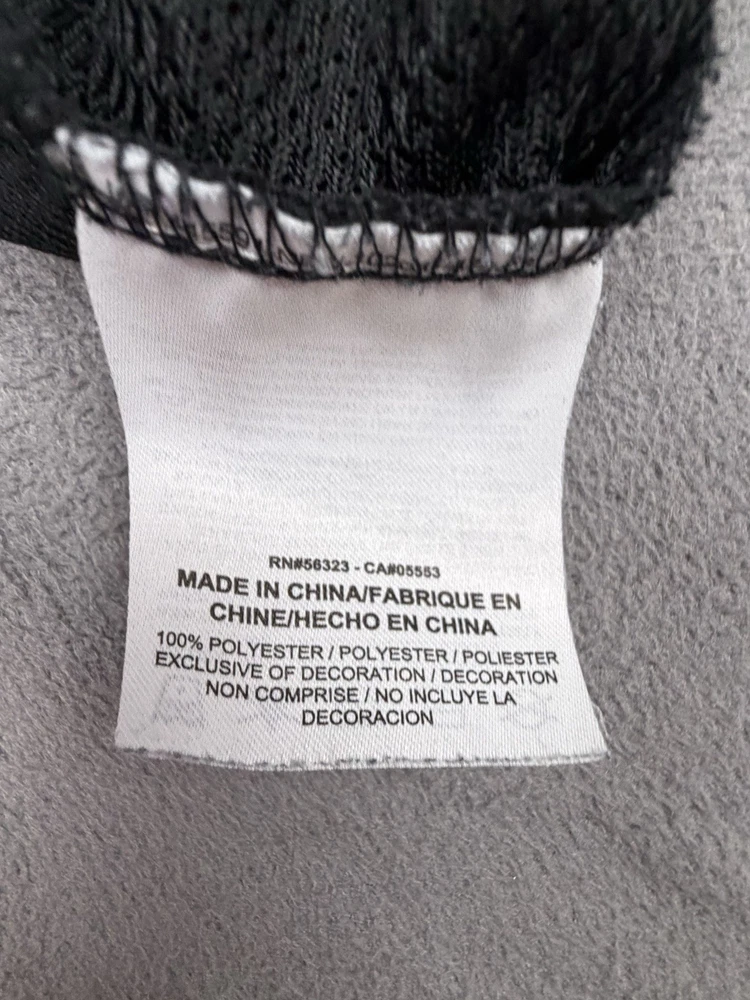 RN#56323 - CA#05553
MADE IN CHINA/FABRIQUE EN
CHINE/HECHO EN CHINA
100% POLYESTER / POLYESTER / POLIESTER
EXCLUSIVE OF DECORATION / DECORATION
NON COMPRISE / NO INCLUYE LA
DECORACION